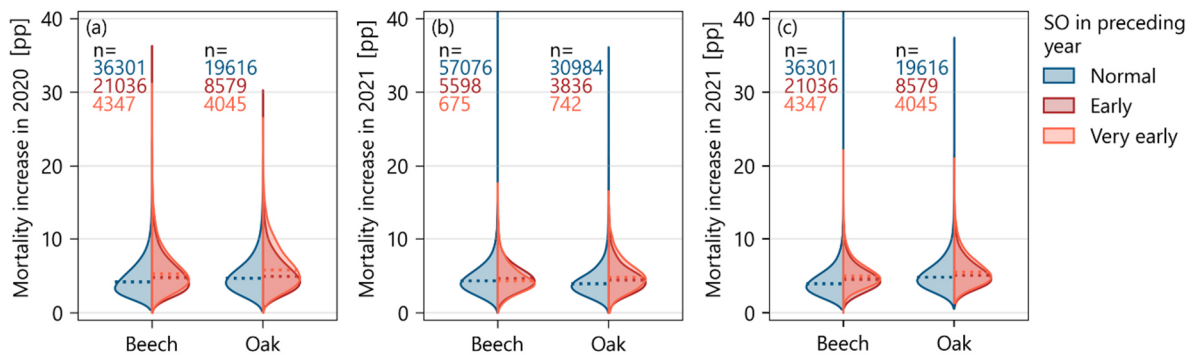 (a)
n=
36301
21036
4347
n=
19616
8579
4045
Mortality increase in 2020 [pp]
40
30
20
10
0
Beech
Oak
(b)
n=
57076
5598
675
n=
30984
3836
742
Mortality increase in 2021 [pp]
40
30
20
10
0
Beech
Oak
(c)
n=
36301
21036
4347
n=
19616
8579
4045
Mortality increase in 2021 [pp]
40
30
20
10
0
Beech
Oak
SO in preceding
year
Normal
Early
Very early